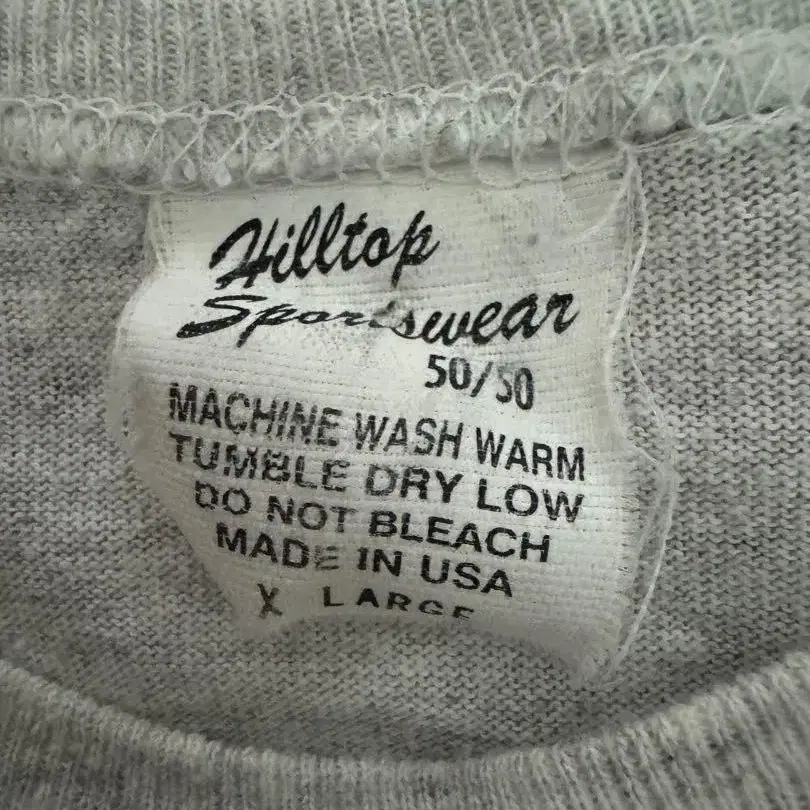 Hilltop
Sportswear
50/50
MACHINE WASH WARM
TUMBLE DRY LOW
DO NOT BLEACH
MADE IN USA
X LARGE